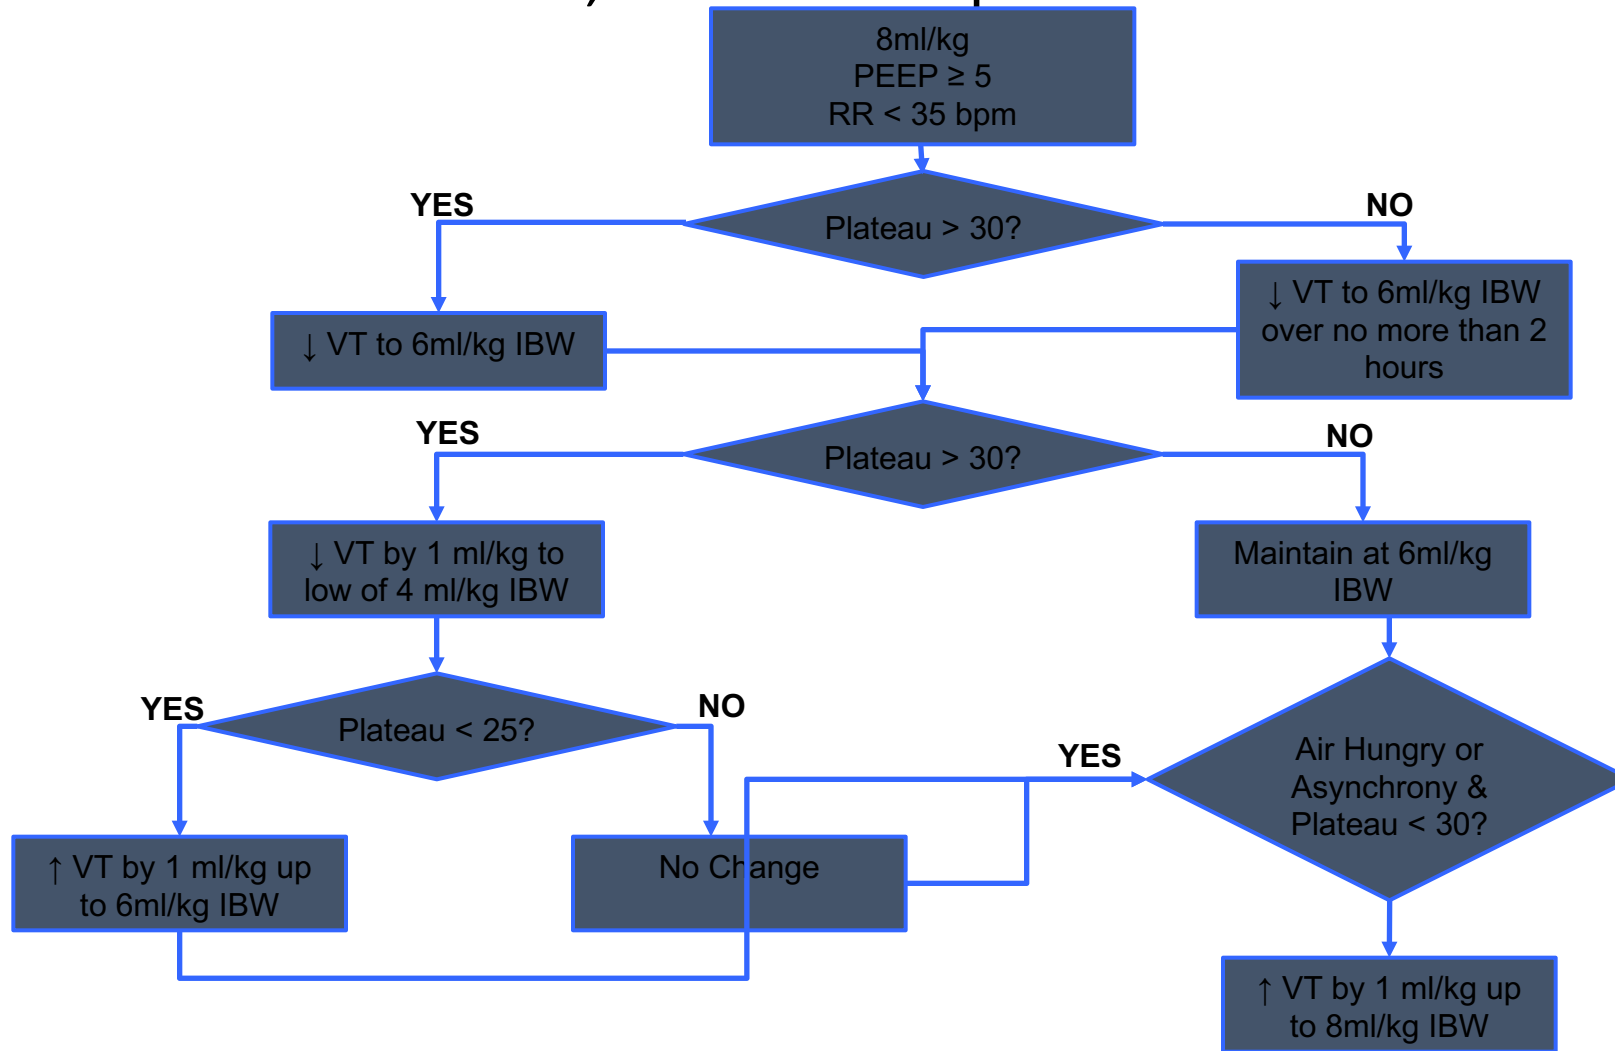 8ml/kg
PEEP ≥ 5
RR < 35 bpm
YES
Plateau > 30?
NO
↓ VT to 6ml/kg IBW
↓ VT to 6ml/kg IBW
over no more than 2
hours
YES
Plateau > 30?
NO
↓ VT by 1 ml/kg to
low of 4 ml/kg IBW
Maintain at 6ml/kg
IBW
YES
Plateau < 25?
NO
YES
Air Hungry or
Asynchrony &
Plateau < 30?
↑ VT by 1 ml/kg up
to 6ml/kg IBW
No Change
↑ VT by 1 ml/kg up
to 8ml/kg IBW